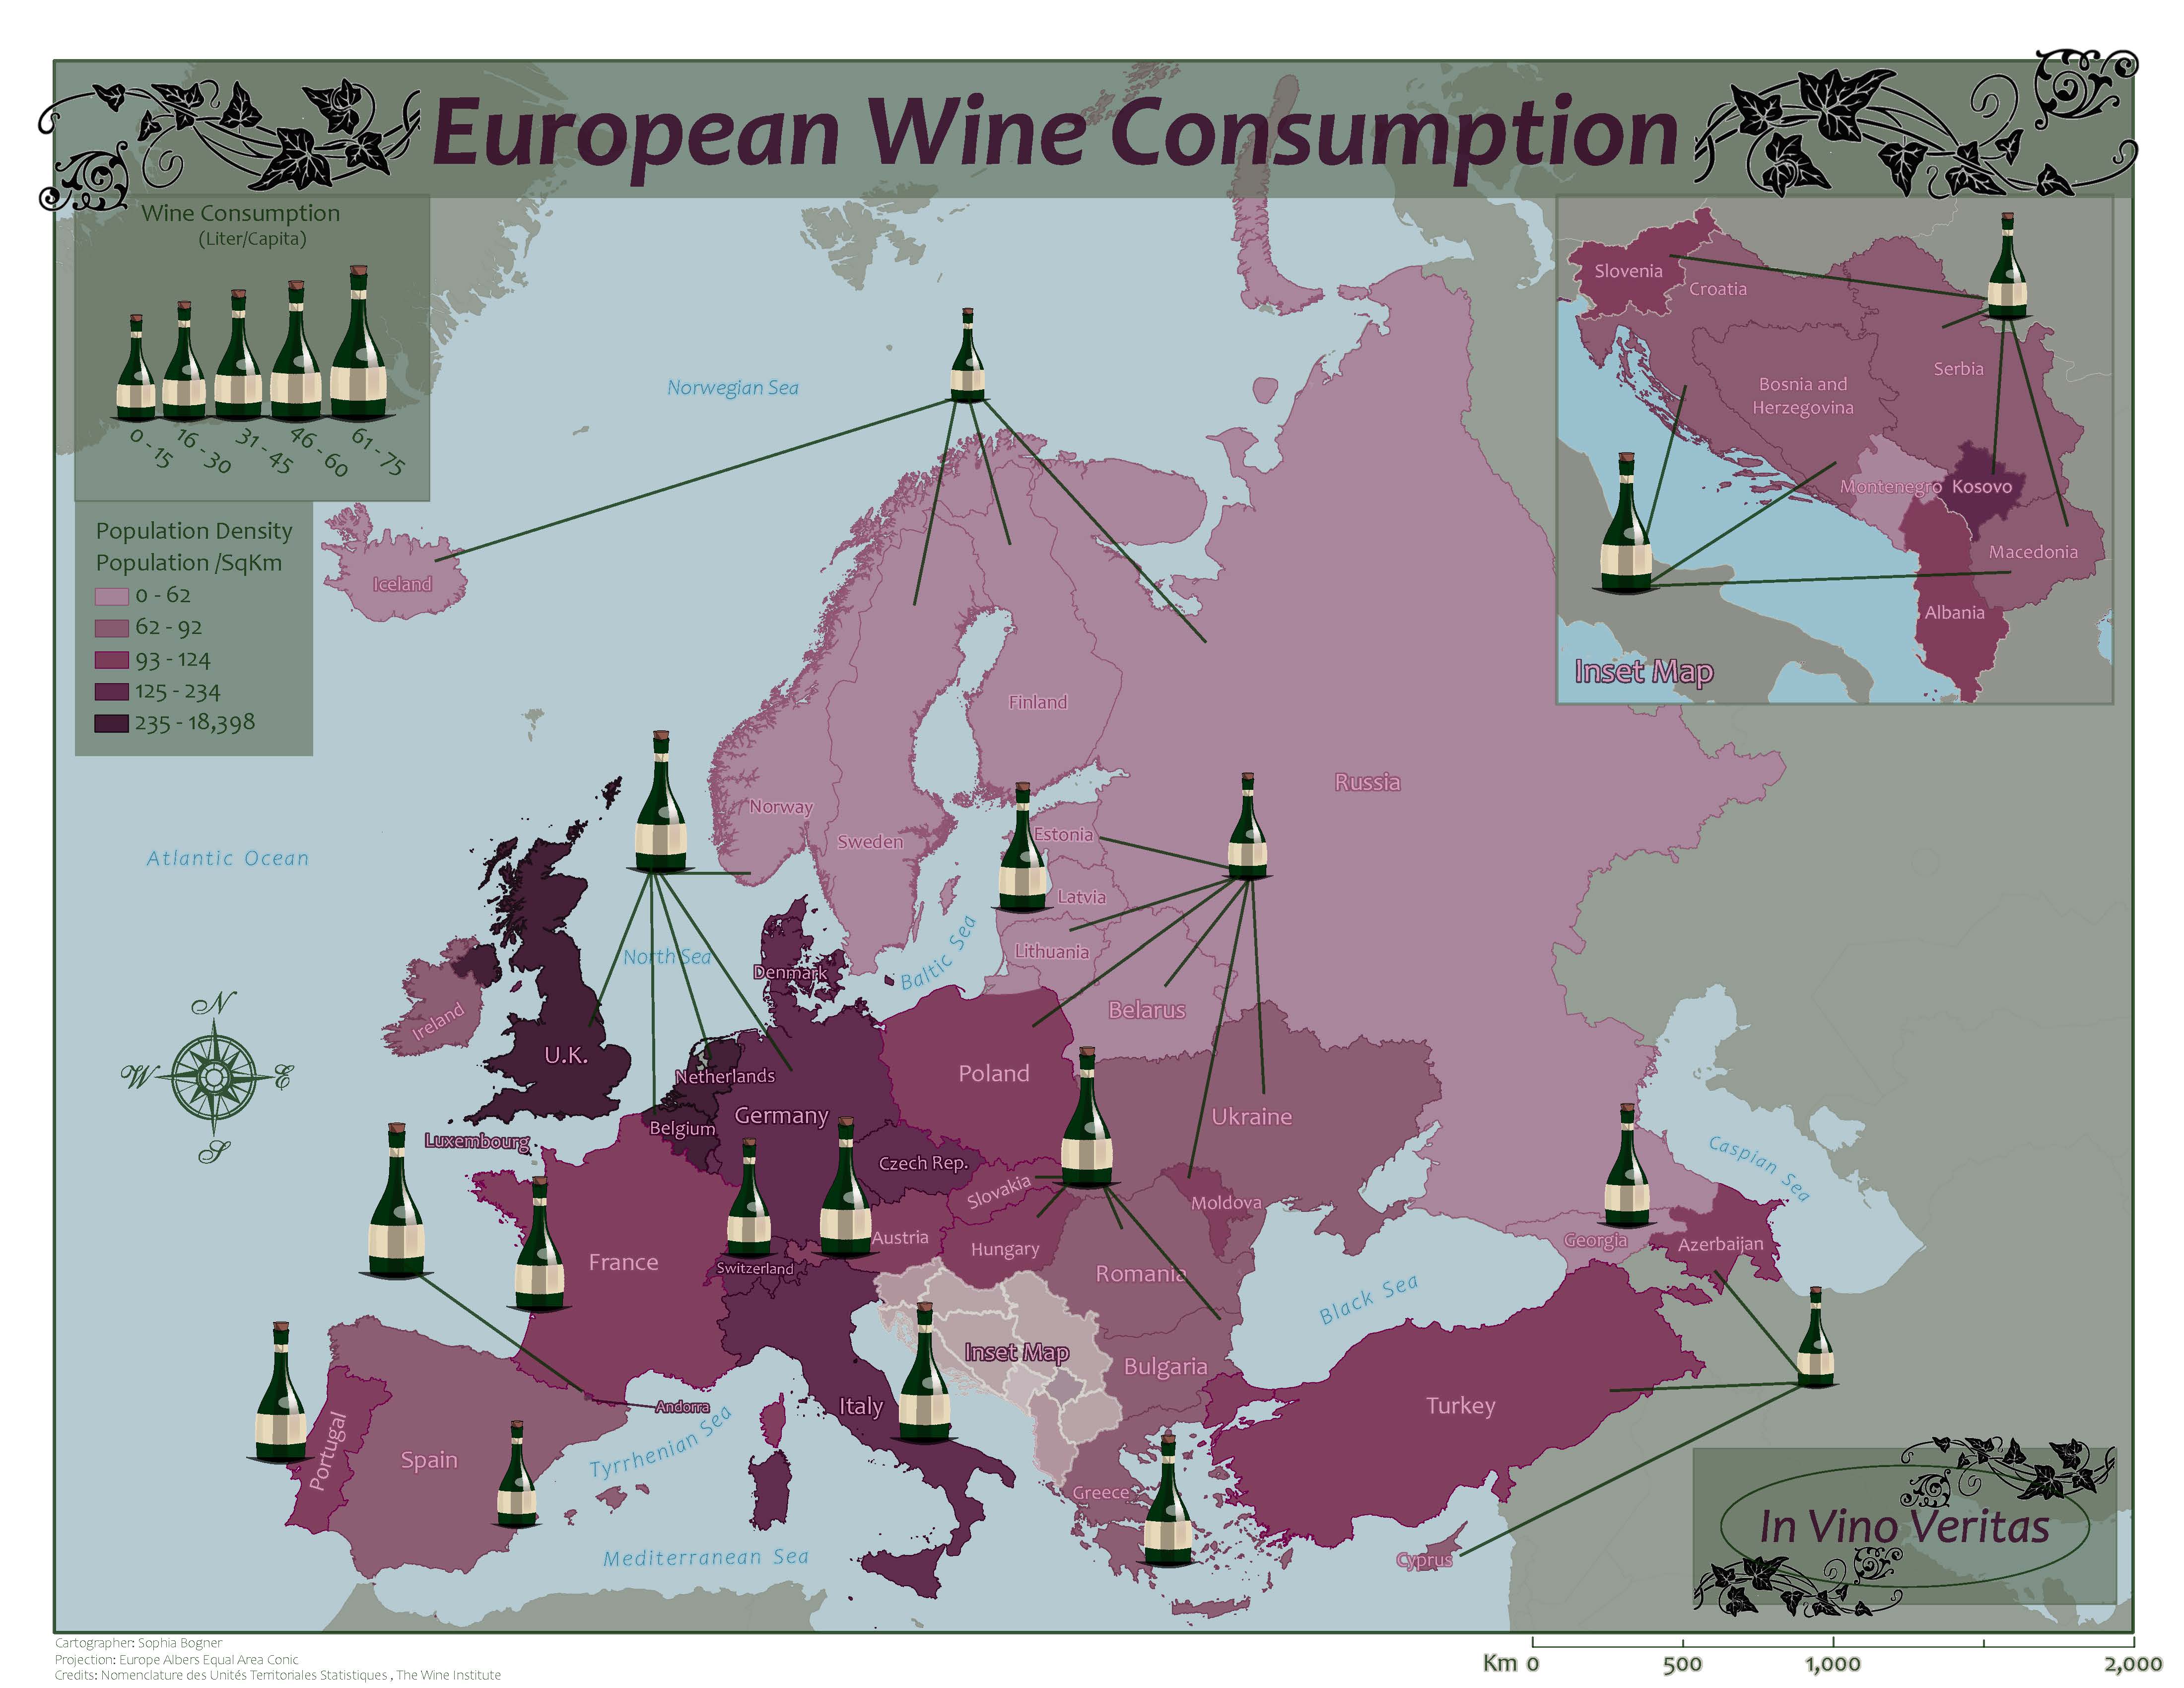 European Wine Consumption
Wine Consumption
(Liter/Capita)
0 - 15
16 - 30
31 - 45
46 - 60
61 - 75
Population Density
Population /SqKm
0 - 62
62 - 92
93 - 124
125 - 234
235 - 18,398
Slovenia
Croatia
Bosnia and
Herzegovina
Serbia
Montenegro
Kosovo
Macedonia
Albania
Inset Map
Norwegian Sea
Iceland
Finland
Russia
Norway
Sweden
Estonia
Latvia
Lithuania
Atlantic Ocean
North Sea
Baltic Sea
Denmark
Ireland
U.K.
Belarus
Netherlands
Poland
Germany
Ukraine
Belgium
Luxembourg
Czech Rep.
Slovakia
Moldova
Caspian Sea
Austria
Hungary
Georgia
Azerbaijan
France
Switzerland
Romania
Black Sea
Inset Map
Bulgaria
Italy
Andorra
Turkey
Tyrrhenian Sea
Portugal
Spain
Greece
Mediterranean Sea
Cyprus
N
W
E
S
In Vino Veritas
Cartographer: Sophia Bogner
Projection: Europe Albers Equal Area Conic
Credits: Nomenclature des Unités Territoriales Statistiques , The Wine Institute
Km 0 500 1,000 2,000